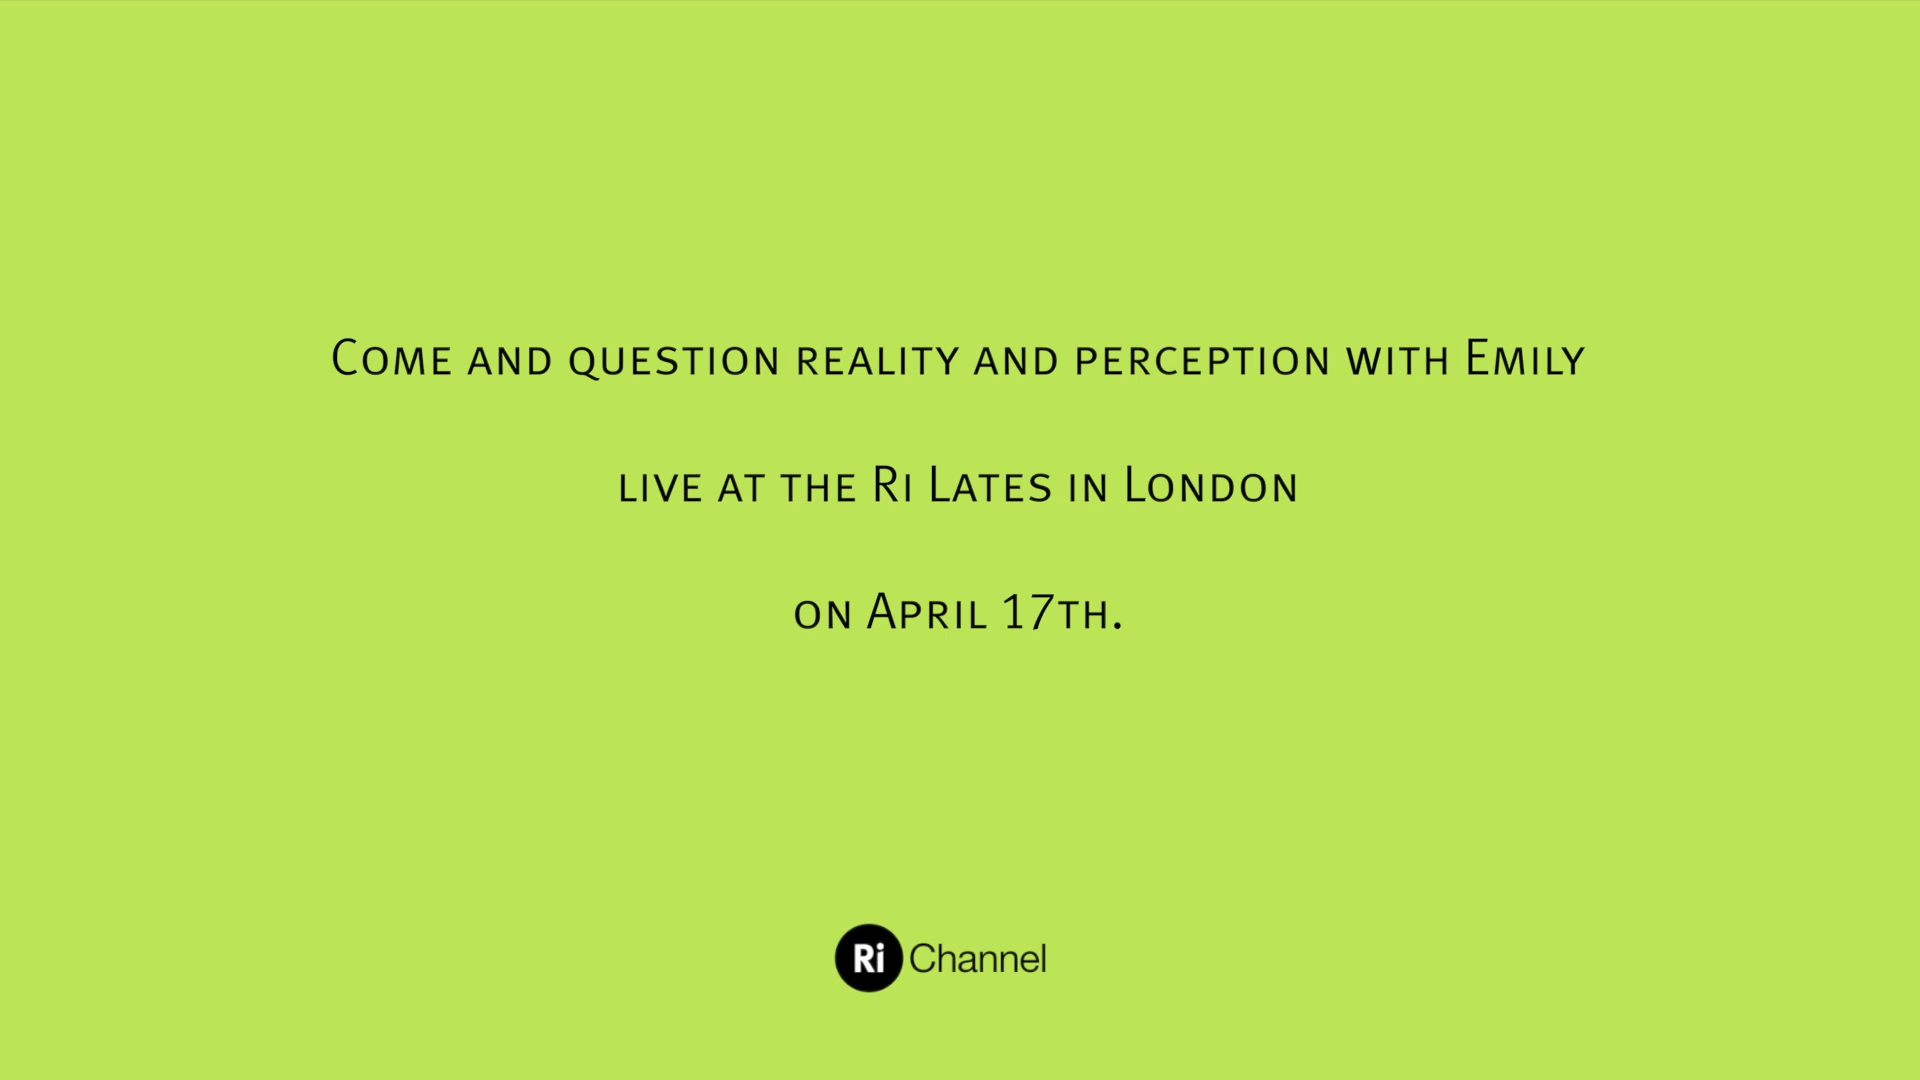 Come and question reality and perception with Emily
live at the Ri Lates in London
on April 17th.
Ri Channel